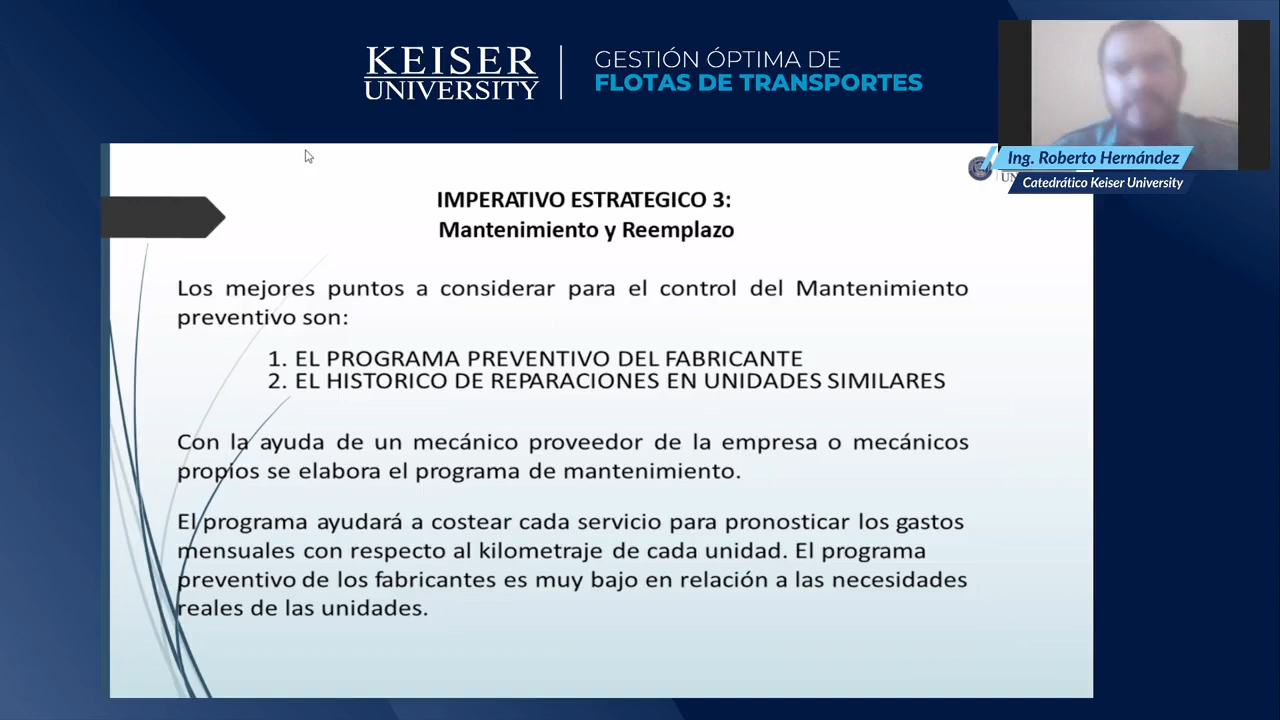 KEISER
UNIVERSITY
GESTIÓN ÓPTIMA DE
FLOTAS DE TRANSPORTES
Ing. Roberto Hernández
Catedrático Keiser University
IMPERATIVO ESTRATEGICO 3:
Mantenimiento y Reemplazo
Los mejores puntos a considerar para el control del Mantenimiento
preventivo son:
1. EL PROGRAMA PREVENTIVO DEL FABRICANTE
2. EL HISTORICO DE REPARACIONES EN UNIDADES SIMILARES
Con la ayuda de un mecánico proveedor de la empresa o mecánicos
propios se elabora el programa de mantenimiento.
El programa ayudará a costear cada servicio para pronosticar los gastos
mensuales con respecto al kilometraje de cada unidad. El programa
preventivo de los fabricantes es muy bajo en relación a las necesidades
reales de las unidades.